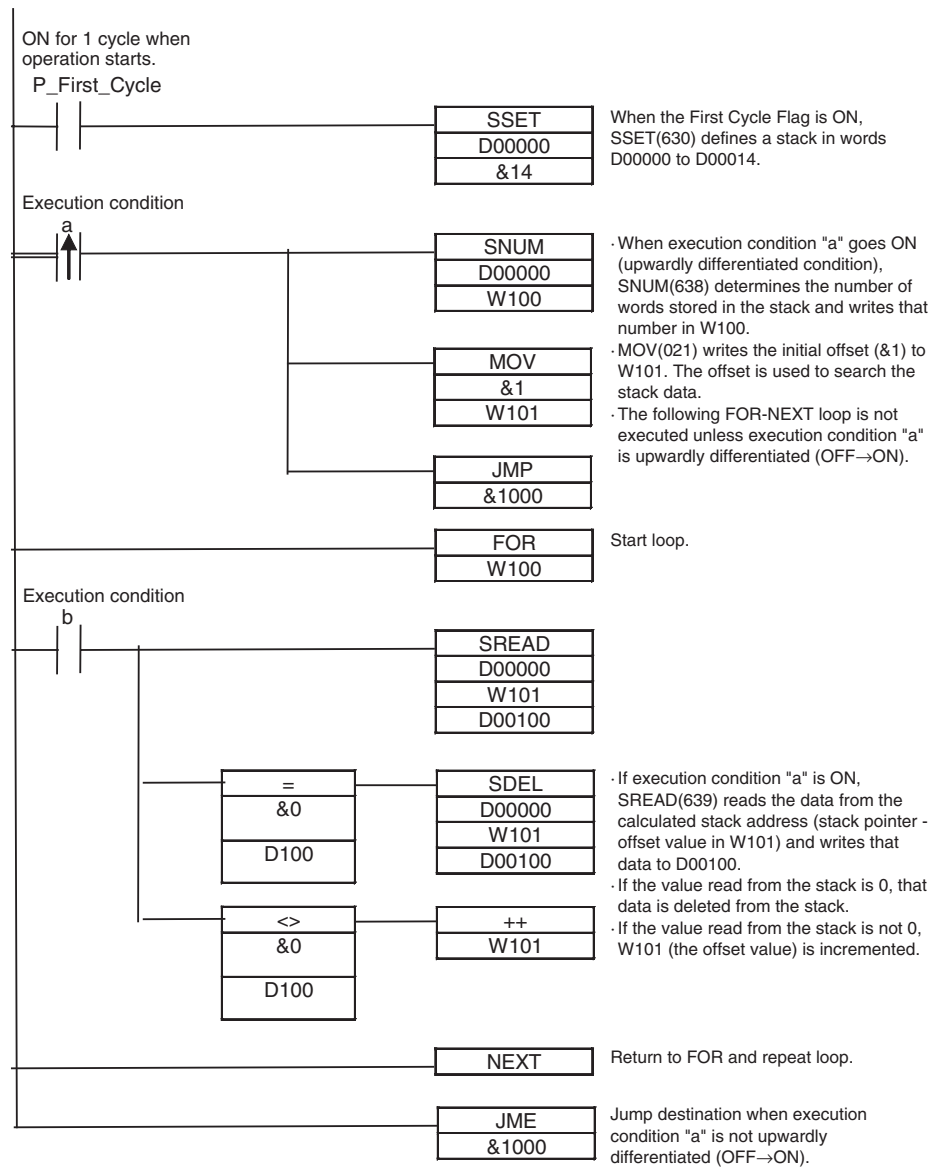 ON for 1 cycle when
operation starts.
P_First_Cycle
SSET
D00000
&14
When the First Cycle Flag is ON,
SSET(630) defines a stack in words
D00000 to D00014.
Execution condition
a
SNUM
D00000
W100
· When execution condition "a" goes ON
(upwardly differentiated condition),
SNUM(638) determines the number of
words stored in the stack and writes that
number in W100.
· MOV(021) writes the initial offset (&1) to
W101. The offset is used to search the
stack data.
· The following FOR-NEXT loop is not
executed unless execution condition "a"
is upwardly differentiated (OFF→ON).
MOV
&1
W101
JMP
&1000
FOR
W100
Start loop.
Execution condition
b
SREAD
D00000
W101
D00100
=
&0
D100
SDEL
D00000
W101
D00100
· If execution condition "a" is ON,
SREAD(639) reads the data from the
calculated stack address (stack pointer -
offset value in W101) and writes that
data to D00100.
· If the value read from the stack is 0, that
data is deleted from the stack.
· If the value read from the stack is not 0,
W101 (the offset value) is incremented.
<>
&0
D100
++
W101
NEXT
Return to FOR and repeat loop.
JME
&1000
Jump destination when execution
condition "a" is not upwardly
differentiated (OFF→ON).